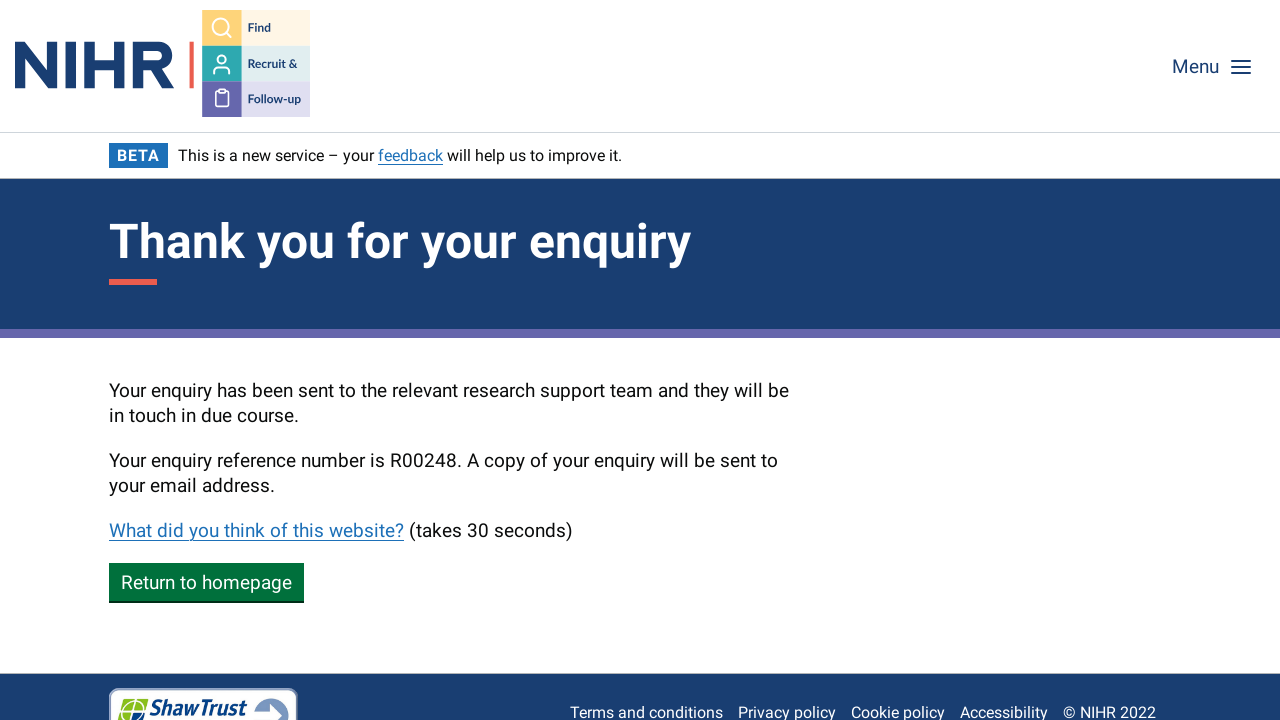 NIHR
Find
Recruit &
Follow-up
Menu
BETA This is a new service – your feedback will help us to improve it.
Thank you for your enquiry
Your enquiry has been sent to the relevant research support team and they will be
in touch in due course.
Your enquiry reference number is R00248. A copy of your enquiry will be sent to
your email address.
What did you think of this website? (takes 30 seconds)
Return to homepage
Shaw Trust
Terms and conditions Privacy policy Cookie policy Accessibility © NIHR 2022